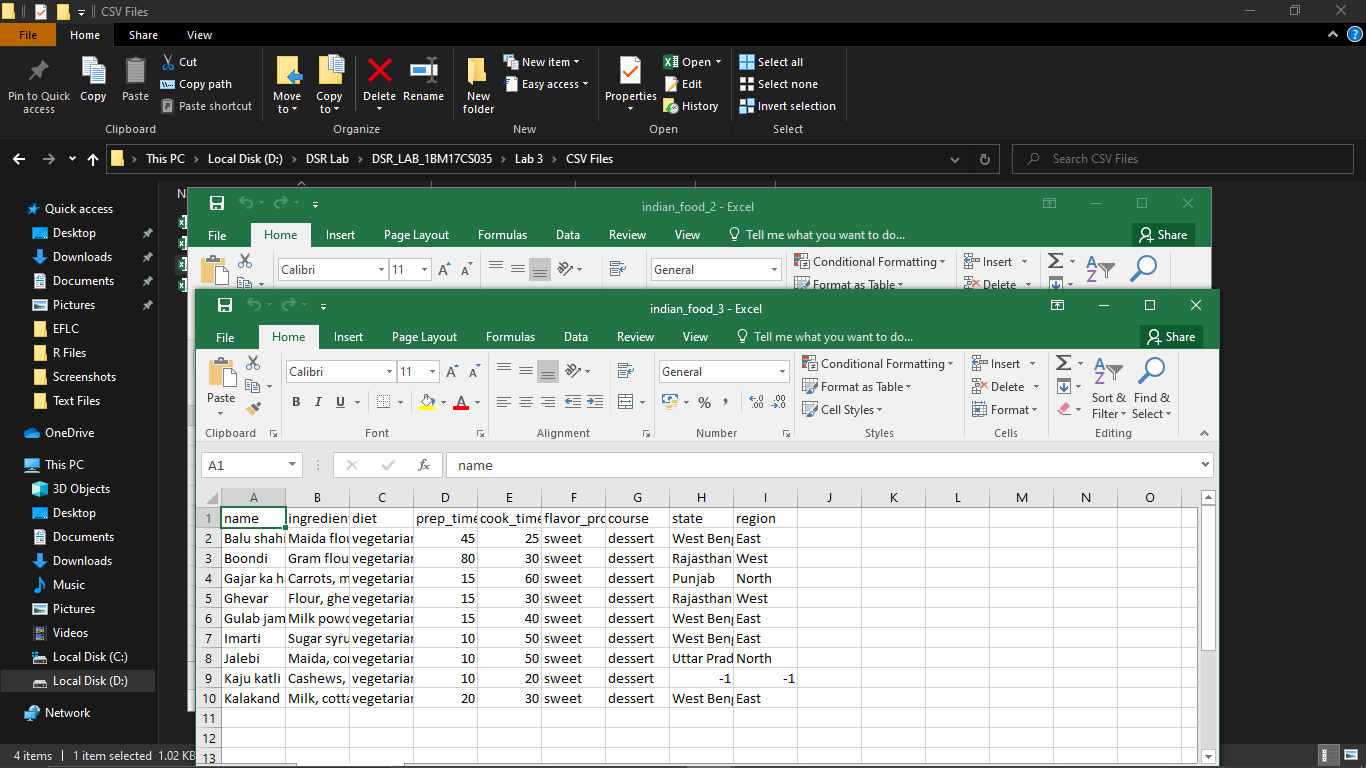 CSV Files
File Home Share View
Cut
Copy path
Paste shortcut
Pin to Quick access
Copy
Paste
Move to
Copy to
Delete
Rename
New folder
New item
Easy access
Properties
Open
Edit
History
Select all
Select none
Invert selection
Clipboard Organize New Open Select
This PC Local Disk (D:) DSR Lab DSR_LAB_1BM17CS035 Lab 3 CSV Files
Search CSV Files
Quick access
Desktop
Downloads
Documents
Pictures
EFLC
R Files
Screenshots
Text Files
OneDrive
This PC
3D Objects
Desktop
Documents
Downloads
Music
Pictures
Videos
Local Disk (C:)
Local Disk (D:)
Network
4 items 1 item selected 1.02 KB
indian_food_2 - Excel
File Home Insert Page Layout Formulas Data Review View Tell me what you want to do... Share
Calibri 11 General Conditional Formatting Insert
Format as Table Delete
indian_food_3 - Excel
File Home Insert Page Layout Formulas Data Review View Tell me what you want to do... Share
Paste
Calibri 11
B I U
General
Conditional Formatting
Format as Table
Cell Styles
Insert
Delete
Format
Sort & Filter
Find & Select
Clipboard Font Alignment Number Styles Cells Editing
A1 fx name
A B C D E F G H I J K L M N O
1 name ingredient diet prep_time cook_time flavor_pro course state region
2 Balu shahi Maida flou vegetarian 45 25 sweet dessert West Beng East
3 Boondi Gram flou vegetarian 80 30 sweet dessert Rajasthan West
4 Gajar ka h Carrots, m vegetarian 15 60 sweet dessert Punjab North
5 Ghevar Flour, ghe vegetarian 15 30 sweet dessert Rajasthan West
6 Gulab jam Milk powd vegetarian 15 40 sweet dessert West Beng East
7 Imarti Sugar syru vegetarian 10 50 sweet dessert West Beng East
8 Jalebi Maida, cor vegetarian 10 50 sweet dessert Uttar Prad North
9 Kaju katli Cashews, vegetarian 10 20 sweet dessert -1 -1
10 Kalakand Milk, cotta vegetarian 20 30 sweet dessert West Beng East
11
12
13